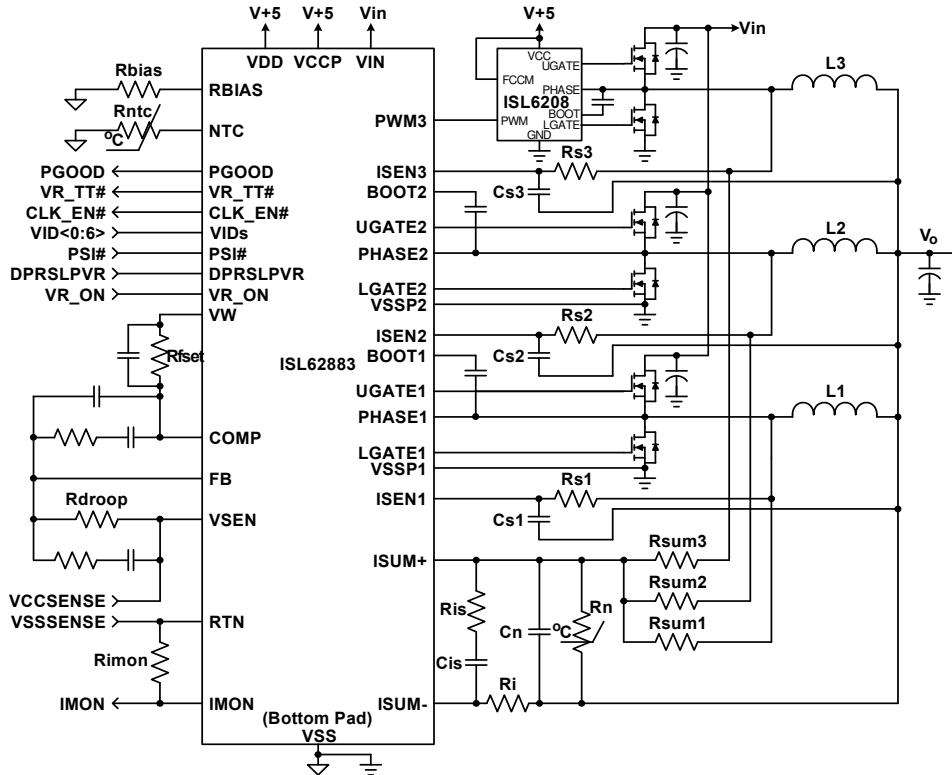 V+5 V+5 Vin
VDD VCCP VIN
Rbias
RBIAS
Rntc
°C
NTC
PGOOD PGOOD
VR_TT# VR_TT#
CLK_EN# CLK_EN#
VID<0:6> VIDs
PSI# PSI#
DPRSLPVR DPRSLPVR
VR_ON VR_ON
VW
Rfset
COMP
FB
Rdroop
VSEN
VCCSENSE
VSSSENSE RTN
Rimon
IMON IMON
ISL62883
(Bottom Pad)
VSS
PWM3
ISEN3
BOOT2
UGATE2
PHASE2
LGATE2
VSSP2
ISEN2
BOOT1
UGATE1
PHASE1
LGATE1
VSSP1
ISEN1
ISUM+
ISUM-
V+5
VCC
UGATE
FCCM
PHASE
ISL6208
BOOT
PWM
LGATE
GND
Vin
L3
Rs3
Cs3
L2
Vo
Rs2
Cs2
L1
Rs1
Cs1
Rsum3
Rsum2
Rsum1
Ris
Cn
°C
Rn
Cis
Ri